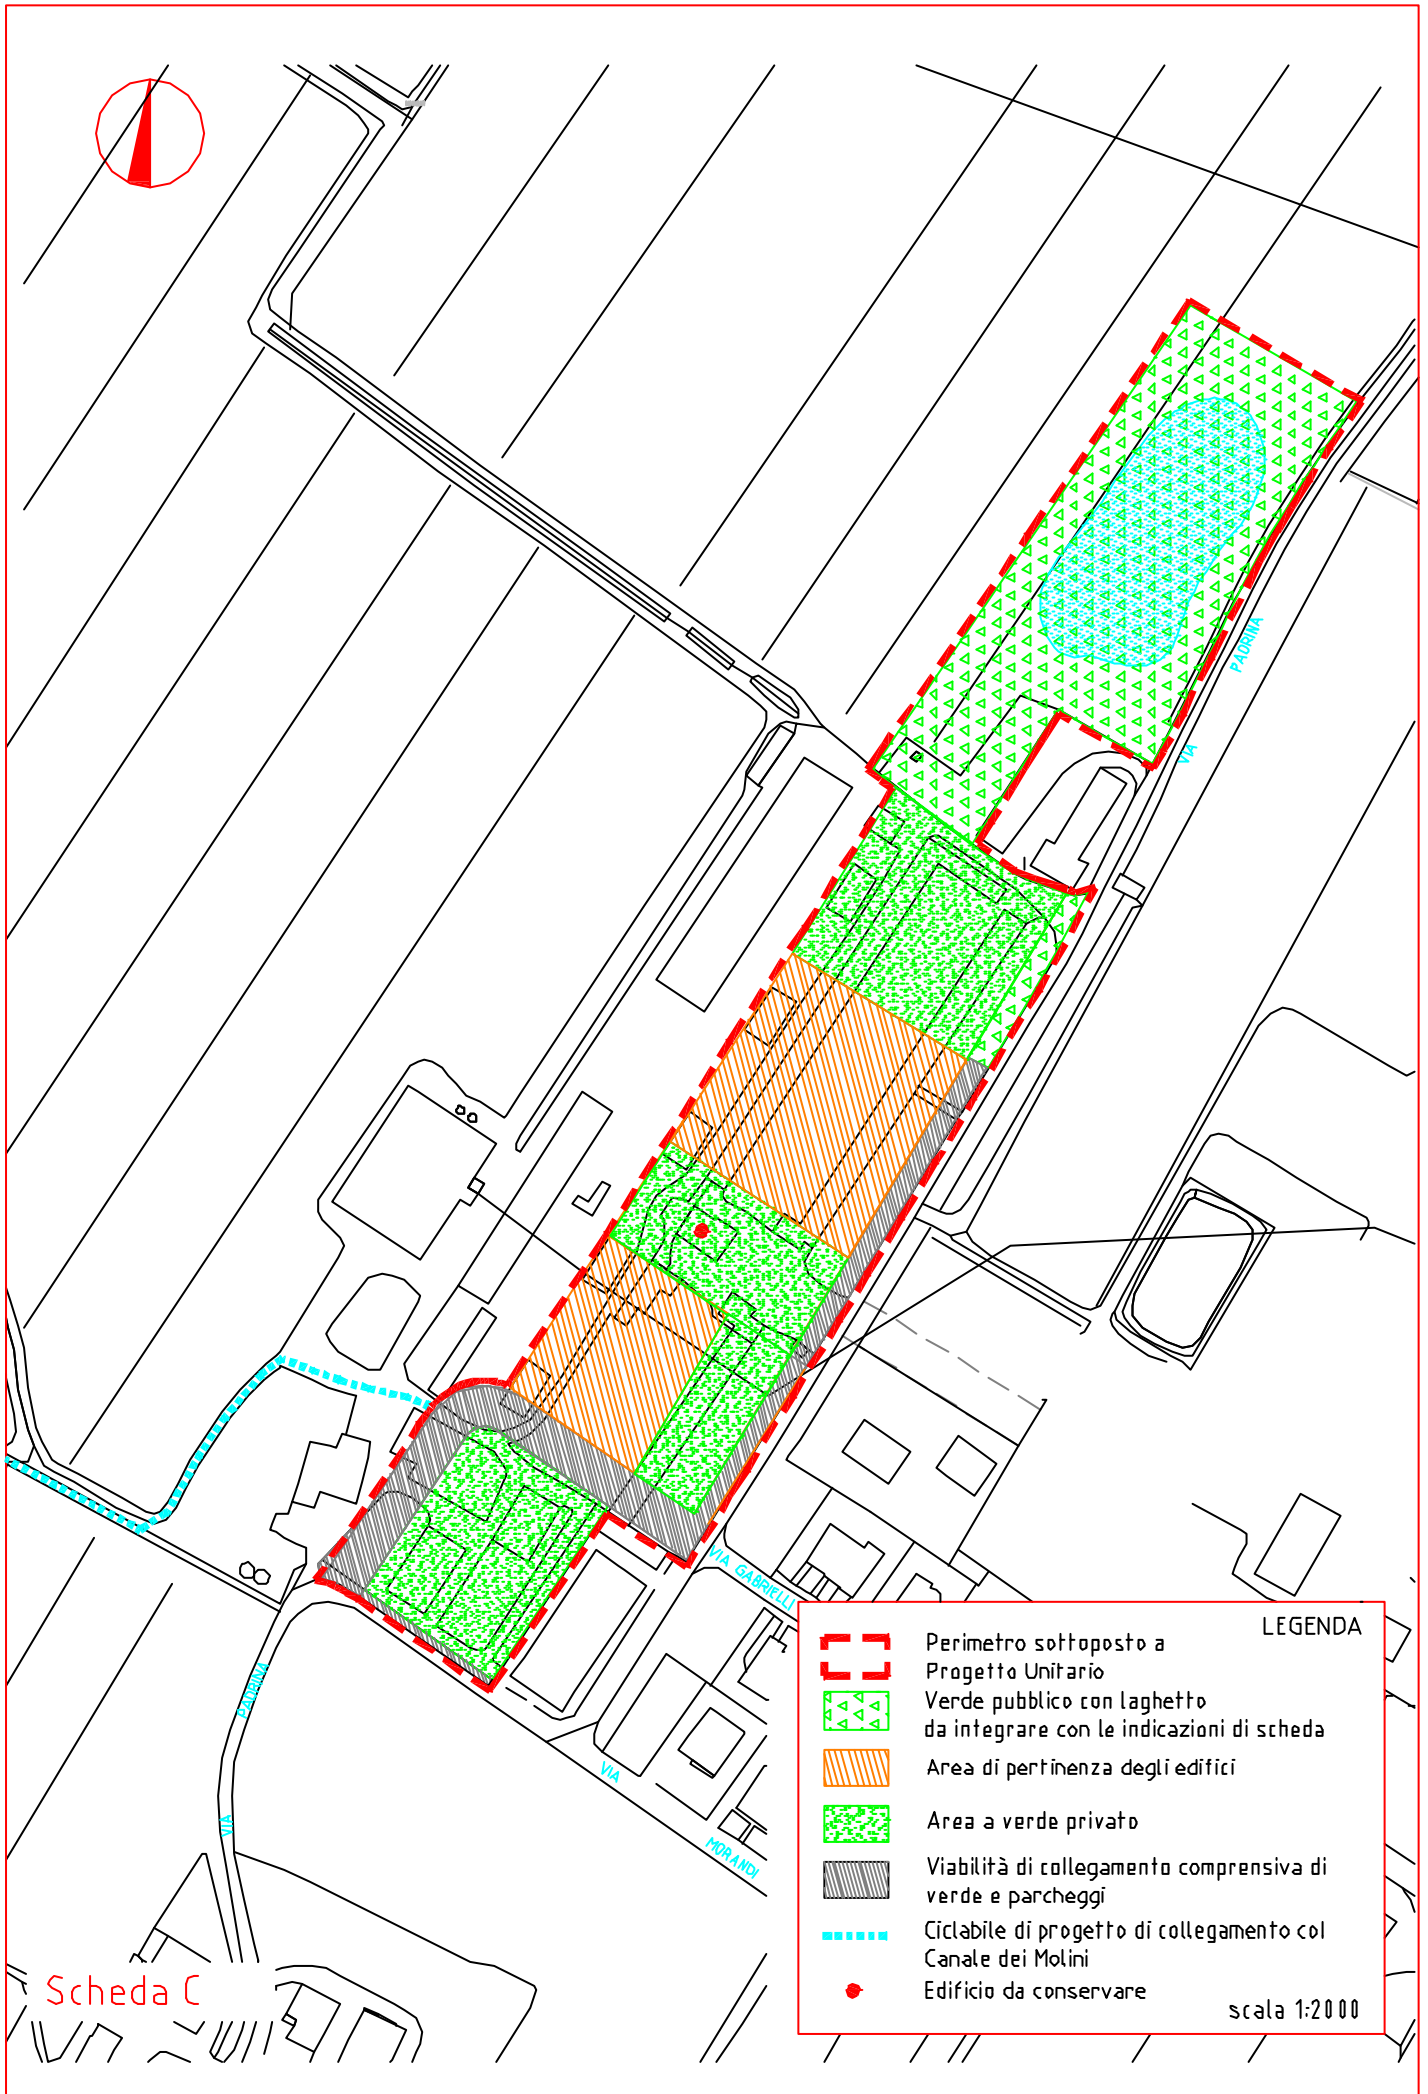 PADRINA
VIA
VIA GABRIELLI
PADRINA
VIA
VIA
MORANDI
LEGENDA
Perimetro sottoposto a
Progetto Unitario
Verde pubblico con laghetto
da integrare con le indicazioni di scheda
Area di pertinenza degli edifici
Area a verde privato
Viabilità di collegamento comprensiva di
verde e parcheggi
Ciclabile di progetto di collegamento col
Canale dei Molini
Edificio da conservare
scala 1:2000
Scheda C